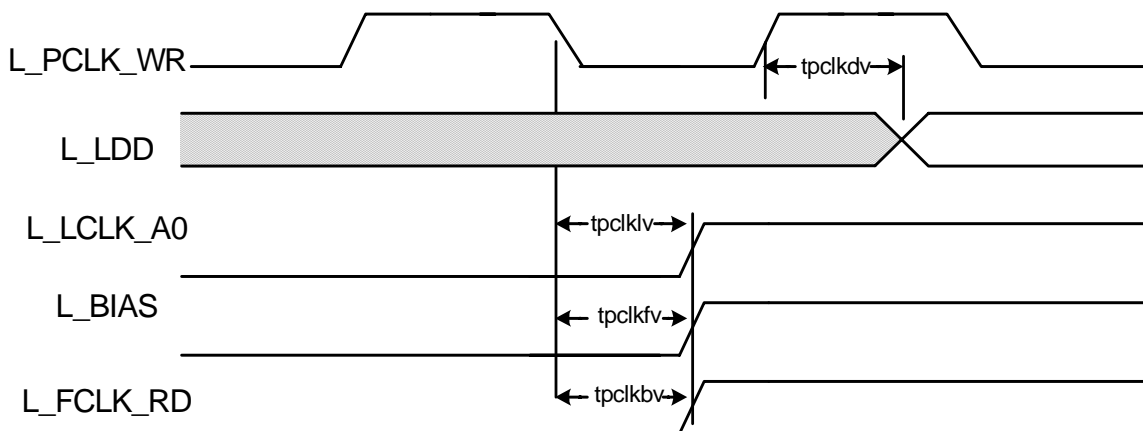 L_PCLK_WR
tpclkdv
L_LDD
L_LCLK_A0
tpclklv
L_BIAS
tpclkfv
L_FCLK_RD
tpclkbv